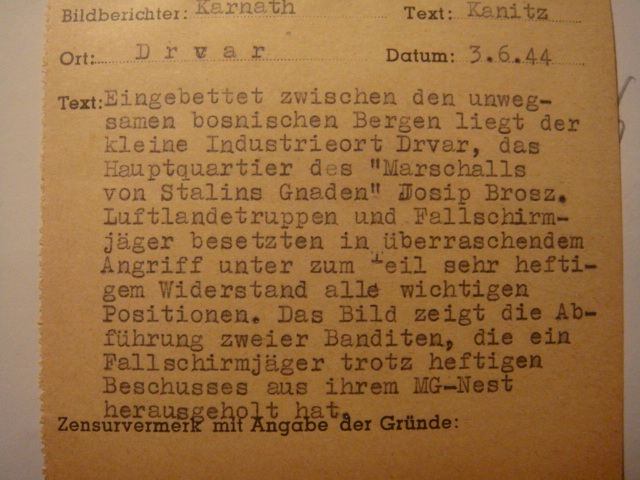 Bildberichter: Karnath Text: Kanitz
Ort: Drvar Datum: 3.6.44
Text: Eingebettet zwischen den unweg-
samen bosnischen Bergen liegt der
kleine Industrieort Drvar, das
Hauptquartier des "Marschalls
von Stalins Gnaden" Josip Brosz.
Luftlandetruppen und Fallschirm-
jäger besetzten in überraschendem
Angriff unter zum Teil sehr hefti-
gem Widerstand alle wichtigen
Positionen. Das Bild zeigt die Ab-
führung zweier Banditen, die ein
Fallschirmjäger trotz heftigen
Beschusses aus ihrem MG-Nest
herausgeholt hat.
Zensurvermerk mit Angabe der Gründe: